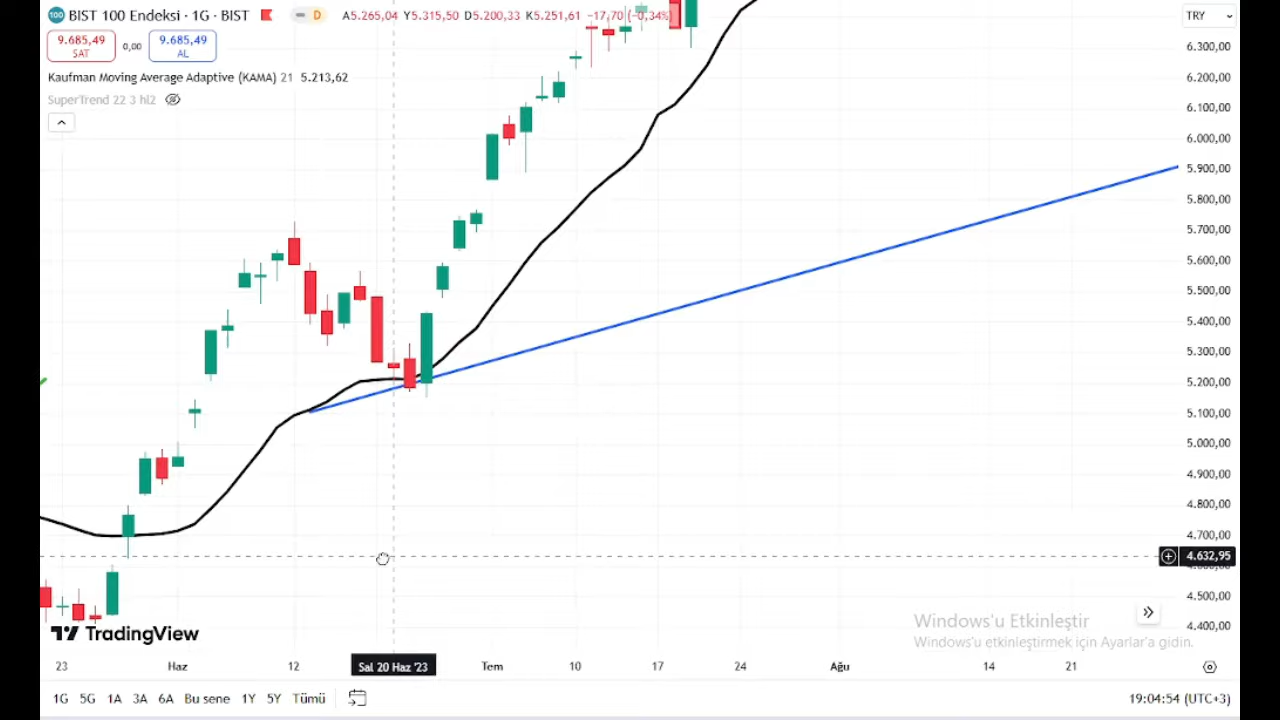 100 BIST 100 Endeksi · 1G · BIST D A5.265,04 Y5.315,50 D5.200,33 K5.251,61 −17,70 (−0,34%) TRY
9.685,49 SAT 0,00 9.685,49 AL
Kaufman Moving Average Adaptive (KAMA) 21 5.213,62
SuperTrend 22 3 hl2
6.300,00
6.200,00
6.100,00
6.000,00
5.900,00
5.800,00
5.700,00
5.600,00
5.500,00
5.400,00
5.300,00
5.200,00
5.100,00
5.000,00
4.900,00
4.800,00
4.700,00
4.632,95
4.600,00
4.500,00
4.400,00
Windows'u Etkinleştir
Windows'u etkinleştirmek için Ayarlar'a gidin.
TradingView
23 Haz 12 Sal 20 Haz '23 Tem 10 17 24 Ağu 14 21
1G 5G 1A 3A 6A Bu sene 1Y 5Y Tümü 19:04:54 (UTC+3)